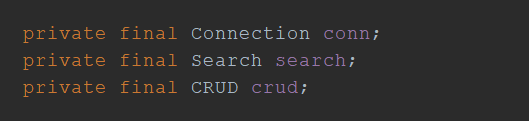 private final Connection conn;
private final Search search;
private final CRUD crud;